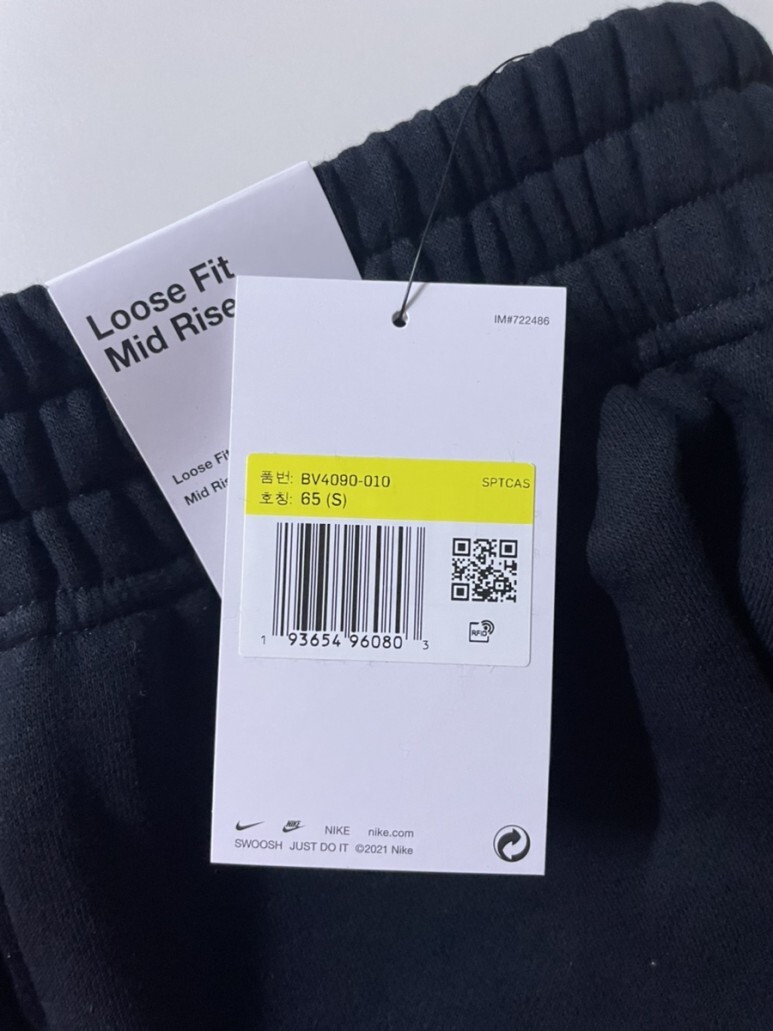 Loose Fit
Mid Rise
Loose Fit
Mid
IM#722486
품번: BV4090-010
SPTCAS
호칭: 65 (S)
1 93654 96080 3
RFID
NIKE
NIKE nike.com
SWOOSH JUST DO IT ©2021 Nike